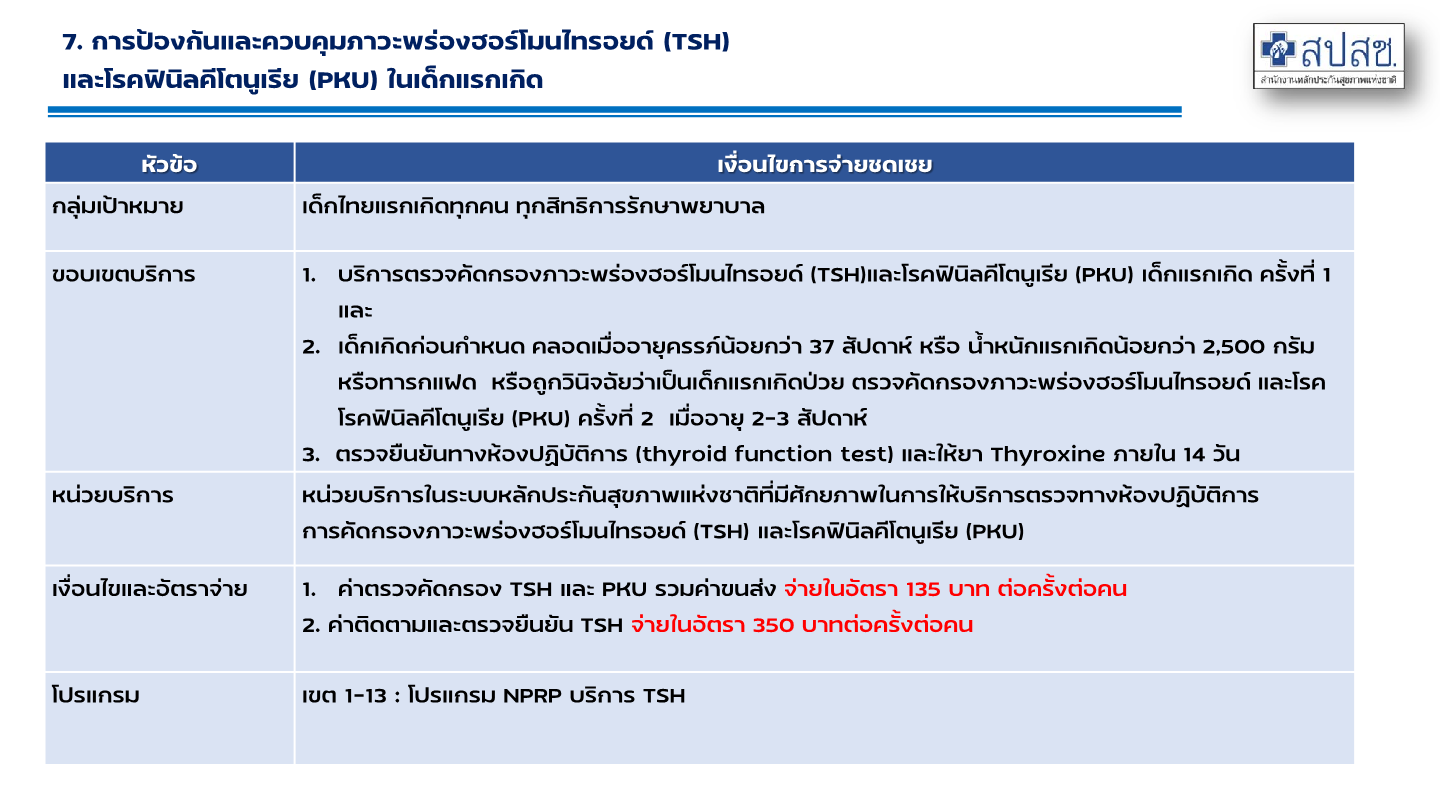 7. การป้องกันและควบคุมภาวะพร่องฮอร์โมนไทรอยด์ (TSH)
และโรคฟินิลคีโตนูเรีย (PKU) ในเด็กแรกเกิด
สปสช.
สำนักงานหลักประกันสุขภาพแห่งชาติ
หัวข้อ เงื่อนไขการจ่ายชดเชย
กลุ่มเป้าหมาย เด็กไทยแรกเกิดทุกคน ทุกสิทธิการรักษาพยาบาล
ขอบเขตบริการ 1. บริการตรวจคัดกรองภาวะพร่องฮอร์โมนไทรอยด์ (TSH)และโรคฟินิลคีโตนูเรีย (PKU) เด็กแรกเกิด ครั้งที่ 1
และ
2. เด็กเกิดก่อนกำหนด คลอดเมื่ออายุครรภ์น้อยกว่า 37 สัปดาห์ หรือ น้ำหนักแรกเกิดน้อยกว่า 2,500 กรัม
หรือทารกแฝด หรือถูกวินิจฉัยว่าเป็นเด็กแรกเกิดป่วย ตรวจคัดกรองภาวะพร่องฮอร์โมนไทรอยด์ และโรค
โรคฟินิลคีโตนูเรีย (PKU) ครั้งที่ 2 เมื่ออายุ 2-3 สัปดาห์
3. ตรวจยืนยันทางห้องปฏิบัติการ (thyroid function test) และให้ยา Thyroxine ภายใน 14 วัน
หน่วยบริการ หน่วยบริการในระบบหลักประกันสุขภาพแห่งชาติที่มีศักยภาพในการให้บริการตรวจทางห้องปฏิบัติการ
การคัดกรองภาวะพร่องฮอร์โมนไทรอยด์ (TSH) และโรคฟินิลคีโตนูเรีย (PKU)
เงื่อนไขและอัตราจ่าย 1. ค่าตรวจคัดกรอง TSH และ PKU รวมค่าขนส่ง จ่ายในอัตรา 135 บาท ต่อครั้งต่อคน
2. ค่าติดตามและตรวจยืนยัน TSH จ่ายในอัตรา 350 บาทต่อครั้งต่อคน
โปรแกรม เขต 1-13 : โปรแกรม NPRP บริการ TSH